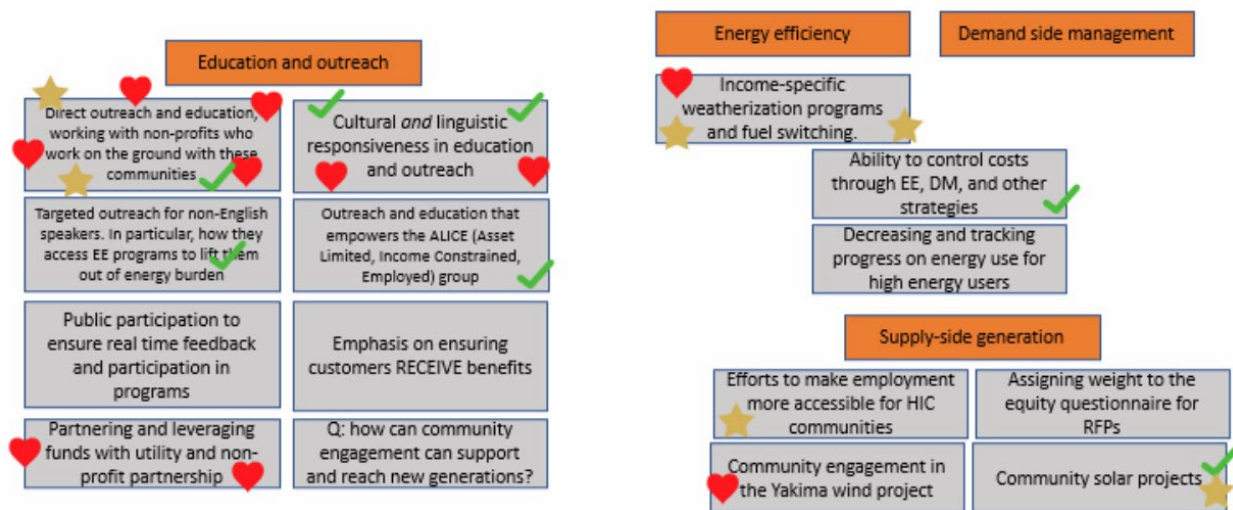 Education and outreach
Direct outreach and education,
working with non-profits who
work on the ground with these
communities
Cultural and linguistic
responsiveness in education
and outreach
Targeted outreach for non-English
speakers. In particular, how they
access EE programs to lift them
out of energy burden
Outreach and education that
empowers the ALICE (Asset
Limited, Income Constrained,
Employed) group
Public participation to
ensure real time feedback
and participation in
programs
Emphasis on ensuring
customers RECEIVE benefits
Partnering and leveraging
funds with utility and non-
profit partnership
Q: how can community
engagement can support
and reach new generations?
Energy efficiency
Demand side management
Income-specific
weatherization programs
and fuel switching.
Ability to control costs
through EE, DM, and other
strategies
Decreasing and tracking
progress on energy use for
high energy users
Supply-side generation
Efforts to make employment
more accessible for HIC
communities
Assigning weight to the
equity questionnaire for
RFPs
Community engagement in
the Yakima wind project
Community solar projects